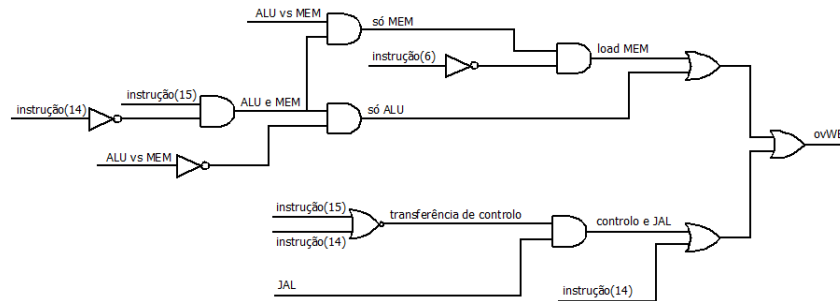 ALU vs MEM
só MEM
instrução(6)
load MEM
instrução(15)
instrução(14)
ALU e MEM
só ALU
ALU vs MEM
ovWE
instrução(15)
transferência de controlo
instrução(14)
controlo e JAL
JAL
instrução(14)